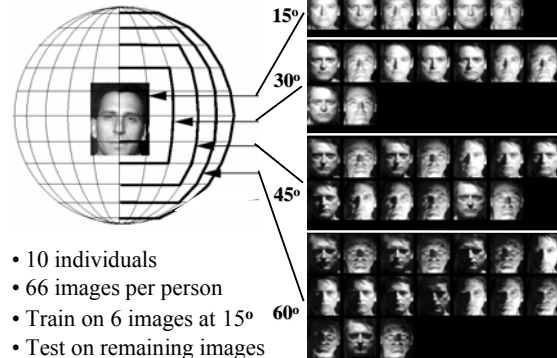 15º
30º
45º
60º
• 10 individuals
• 66 images per person
• Train on 6 images at 15º
• Test on remaining images